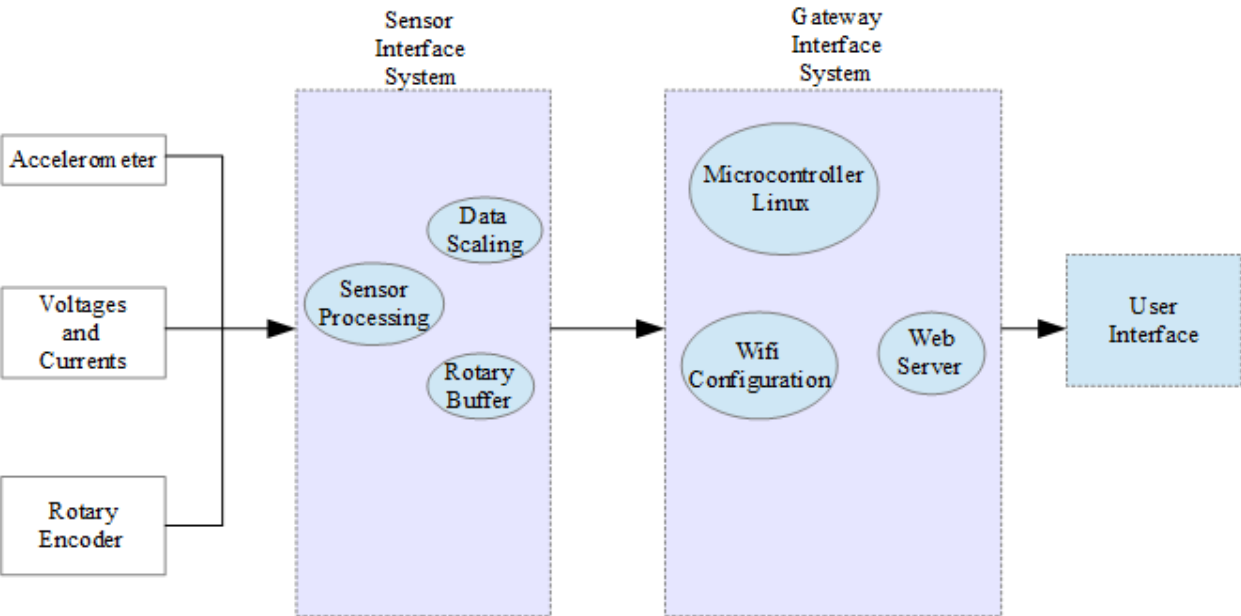 Sensor
Interface
System
Gateway
Interface
System
Accelerometer
Voltages
and
Currents
Rotary
Encoder
Data
Scaling
Sensor
Processing
Rotary
Buffer
Microcontroller
Linux
Wifi
Configuration
Web
Server
User
Interface